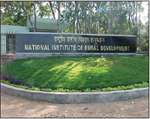 राष्ट्रीय ग्रामीण विकास संस्थान
NATIONAL INSTITUTE OF RURAL DEVELOPMENT